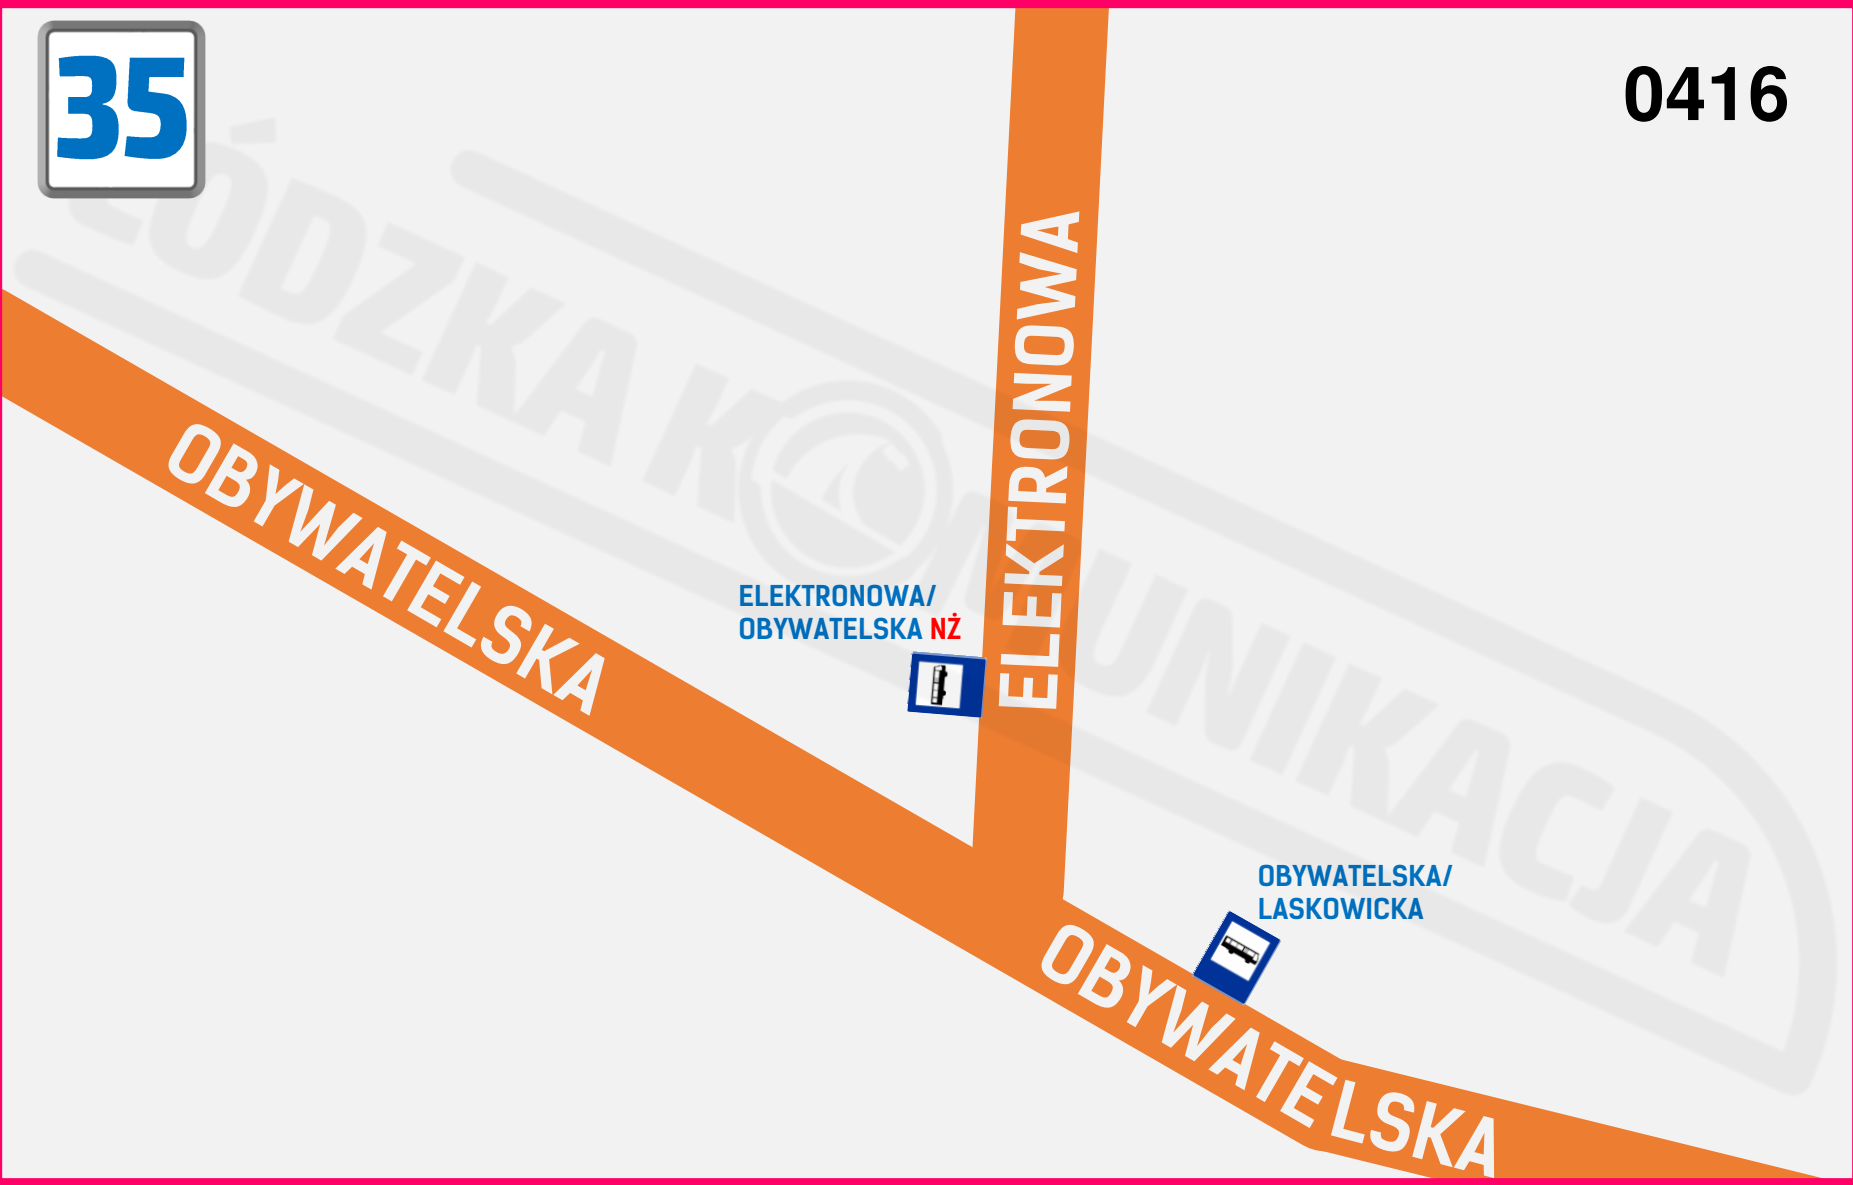 35
0416
ŁÓDZKA KOMUNIKACJA
ELEKTRONOWA
OBYWATELSKA
ELEKTRONOWA/
OBYWATELSKA NŻ
OBYWATELSKA/
LASKOWICKA
OBYWATELSKA